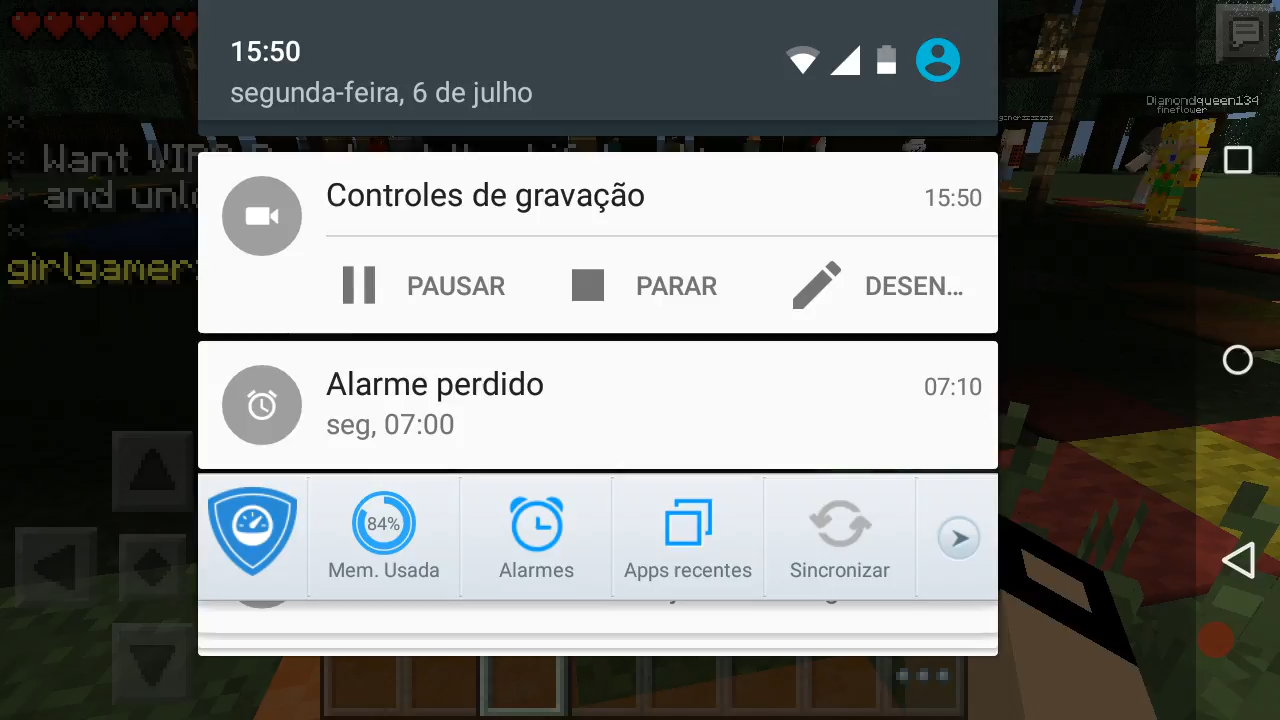 15:50
segunda-feira, 6 de julho
Diamondqueen134
fineflower
Want VIP
and unlo
girlgamer
Controles de gravação 15:50
PAUSAR PARAR DESEN...
Alarme perdido 07:10
seg, 07:00
84%
Mem. Usada Alarmes Apps recentes Sincronizar